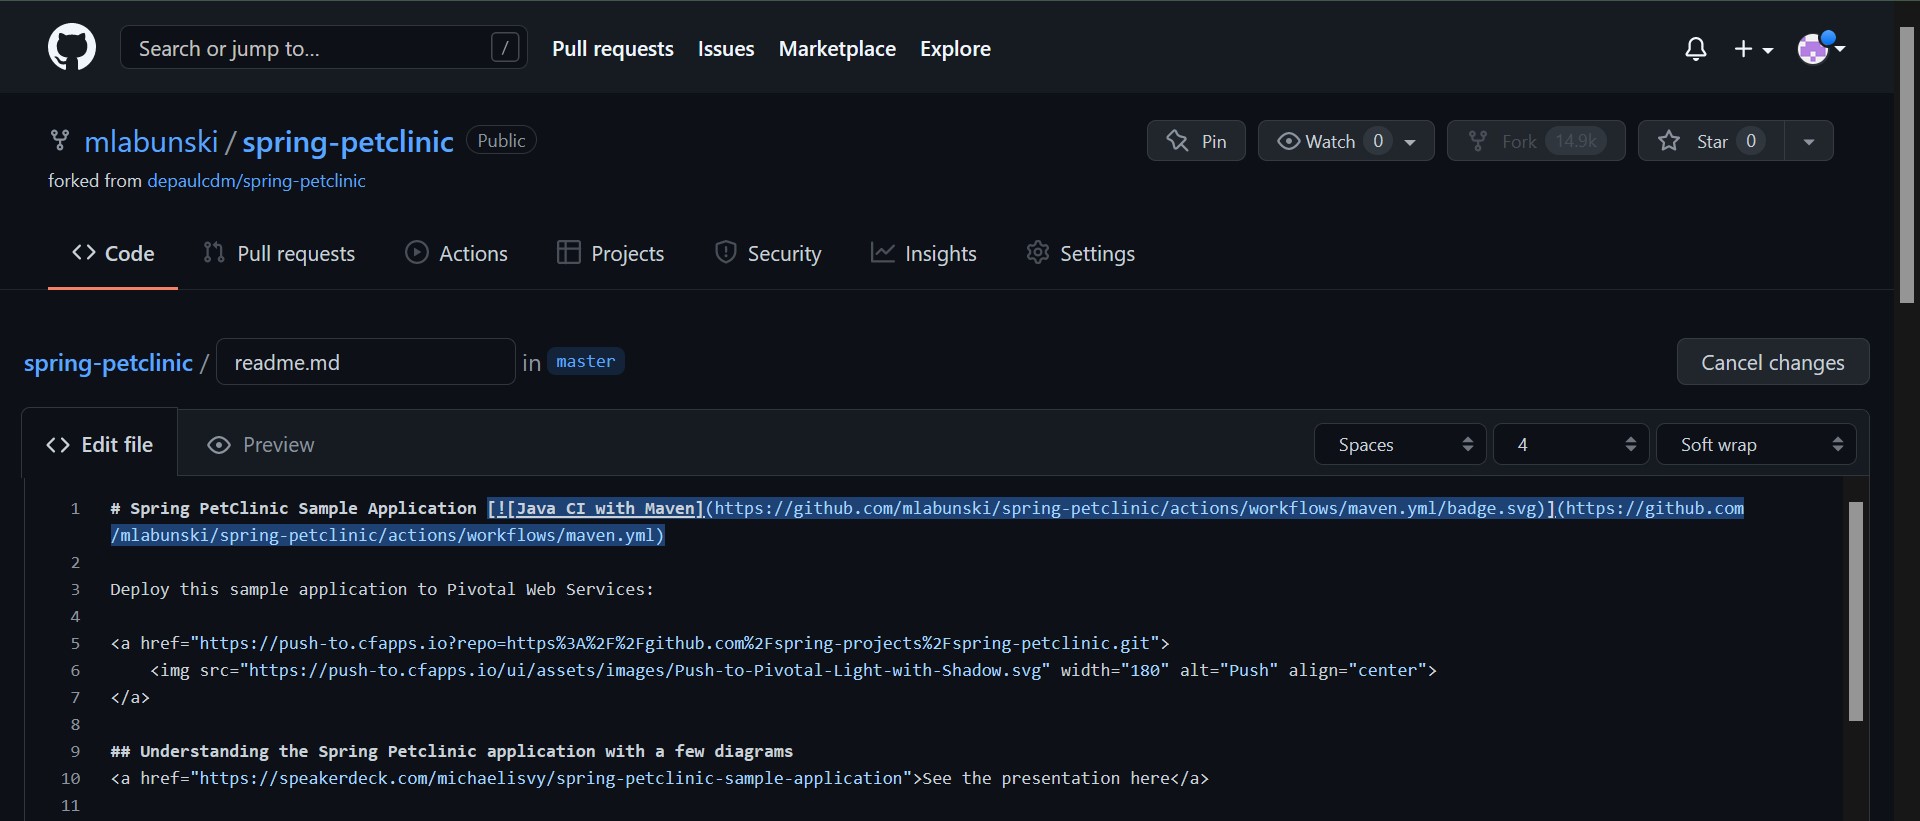 Search or jump to... / Pull requests Issues Marketplace Explore
mlabunski / spring-petclinic Public Pin Watch 0 Fork 14.9k Star 0
forked from depaulcdm/spring-petclinic
Code Pull requests Actions Projects Security Insights Settings
spring-petclinic / readme.md in master Cancel changes
Edit file Preview Spaces 4 Soft wrap
1 # Spring PetClinic Sample Application [![Java CI with Maven](https://github.com/mlabunski/spring-petclinic/actions/workflows/maven.yml/badge.svg)](https://github.com
/mlabunski/spring-petclinic/actions/workflows/maven.yml)
2
3 Deploy this sample application to Pivotal Web Services:
4
5 <a href="https://push-to.cfapps.io?repo=https%3A%2F%2Fgithub.com%2Fspring-projects%2Fspring-petclinic.git">
6 <img src="https://push-to.cfapps.io/ui/assets/images/Push-to-Pivotal-Light-with-Shadow.svg" width="180" alt="Push" align="center">
7 </a>
8
9 ## Understanding the Spring Petclinic application with a few diagrams
10 <a href="https://speakerdeck.com/michaelisvy/spring-petclinic-sample-application">See the presentation here</a>
11